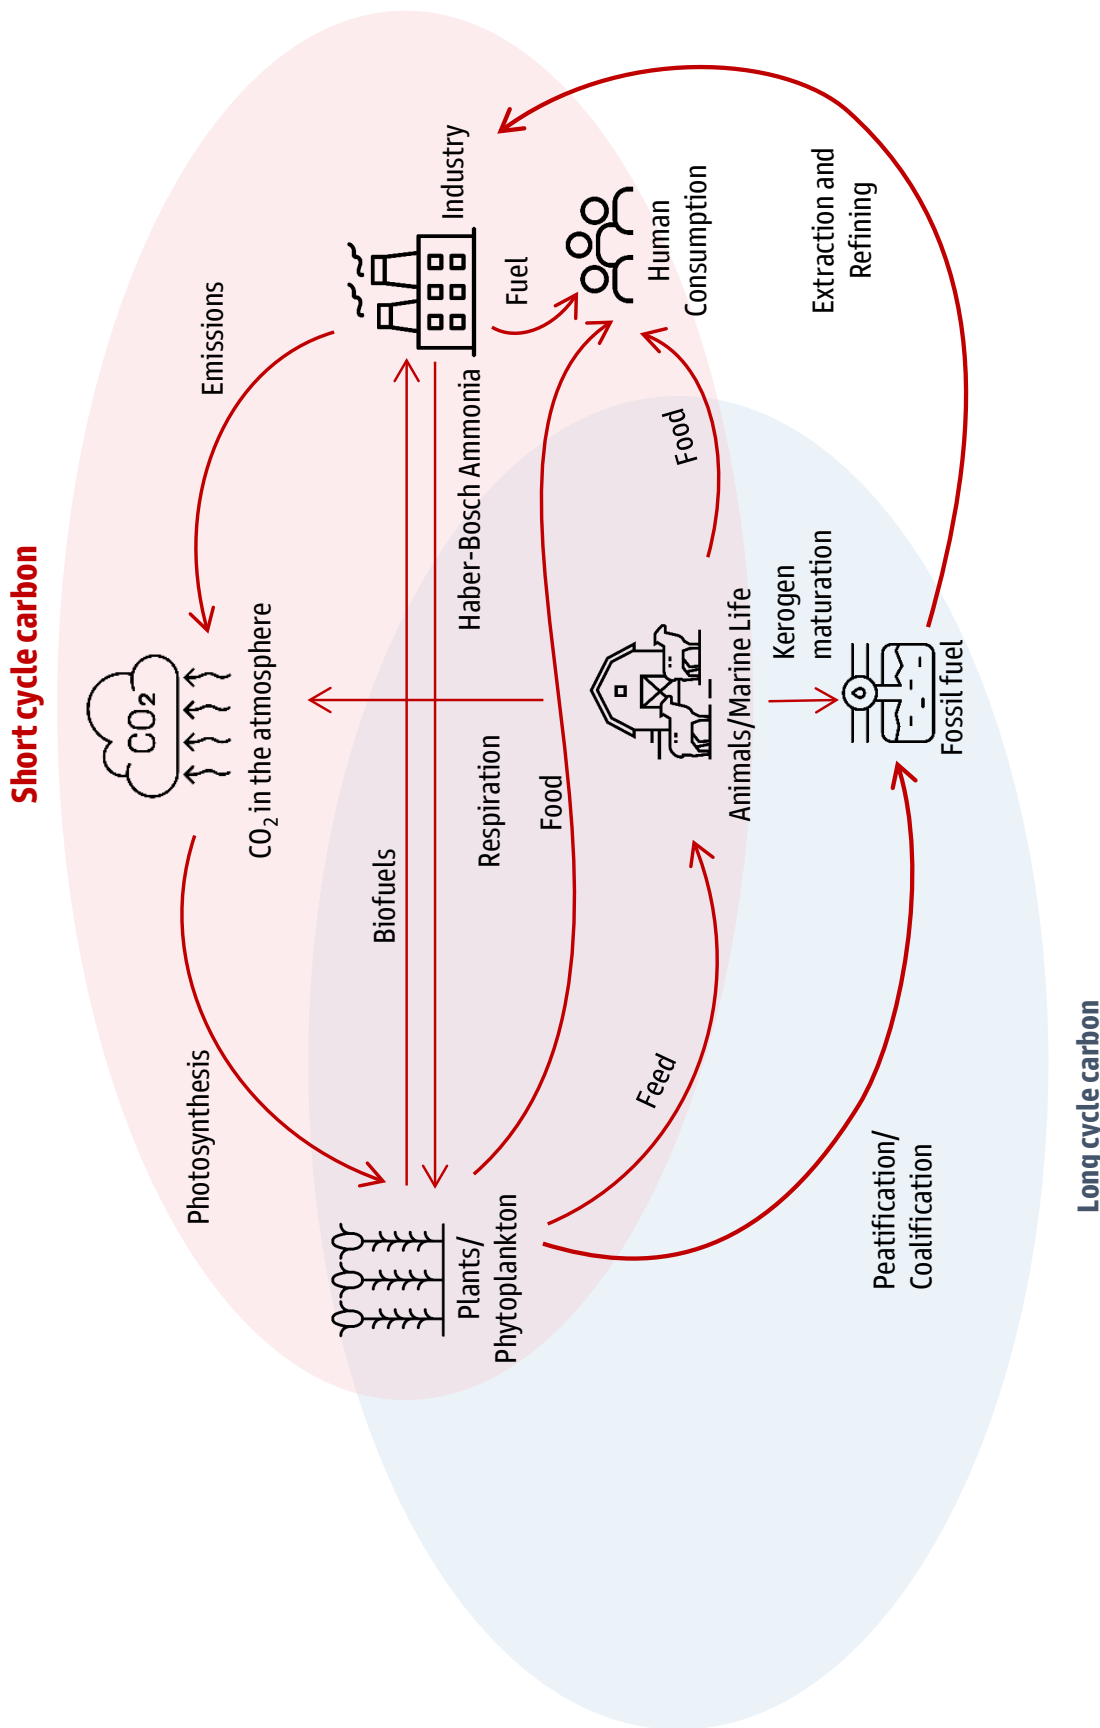 Short cycle carbon
CO₂
CO₂ in the atmosphere
Photosynthesis
Emissions
Plants/
Phytoplankton
Biofuels
Haber-Bosch Ammonia
Industry
Fuel
Human
Consumption
Respiration
Food
Food
Feed
Animals/Marine Life
Kerogen
maturation
Fossil fuel
Extraction and
Refining
Peatification/
Coalification
Long cycle carbon